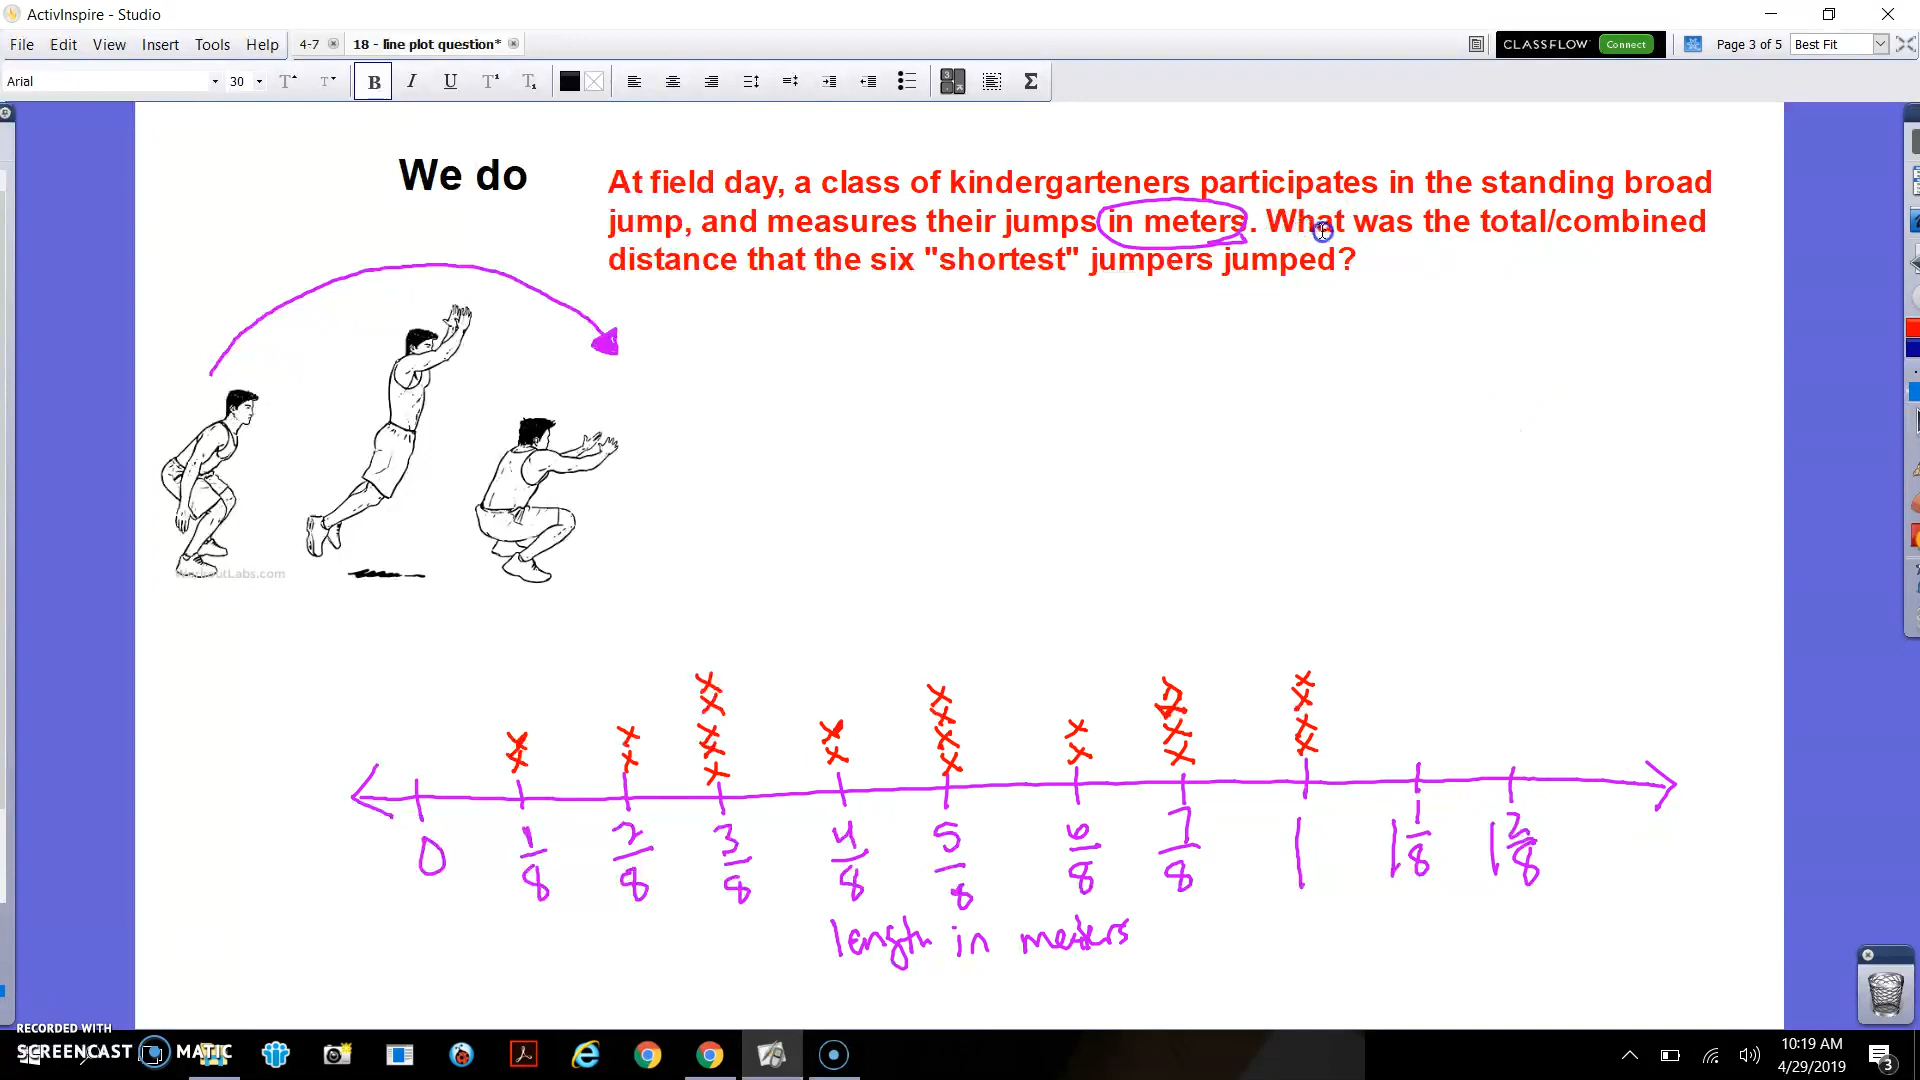 ActivInspire - Studio
File Edit View Insert Tools Help 4-7 18 - line plot question* CLASSFLOW Connect Page 3 of 5 Best Fit
Arial 30 B I U
We do
At field day, a class of kindergarteners participates in the standing broad
jump, and measures their jumps in meters. What was the total/combined
distance that the six "shortest" jumpers jumped?
WorkoutLabs.com
0 1/8 2/8 3/8 4/8 5/8 6/8 7/8 1 1 1/8 1 2/8
length in meters
RECORDED WITH
SCREENCAST MATIC
10:19 AM
4/29/2019
3